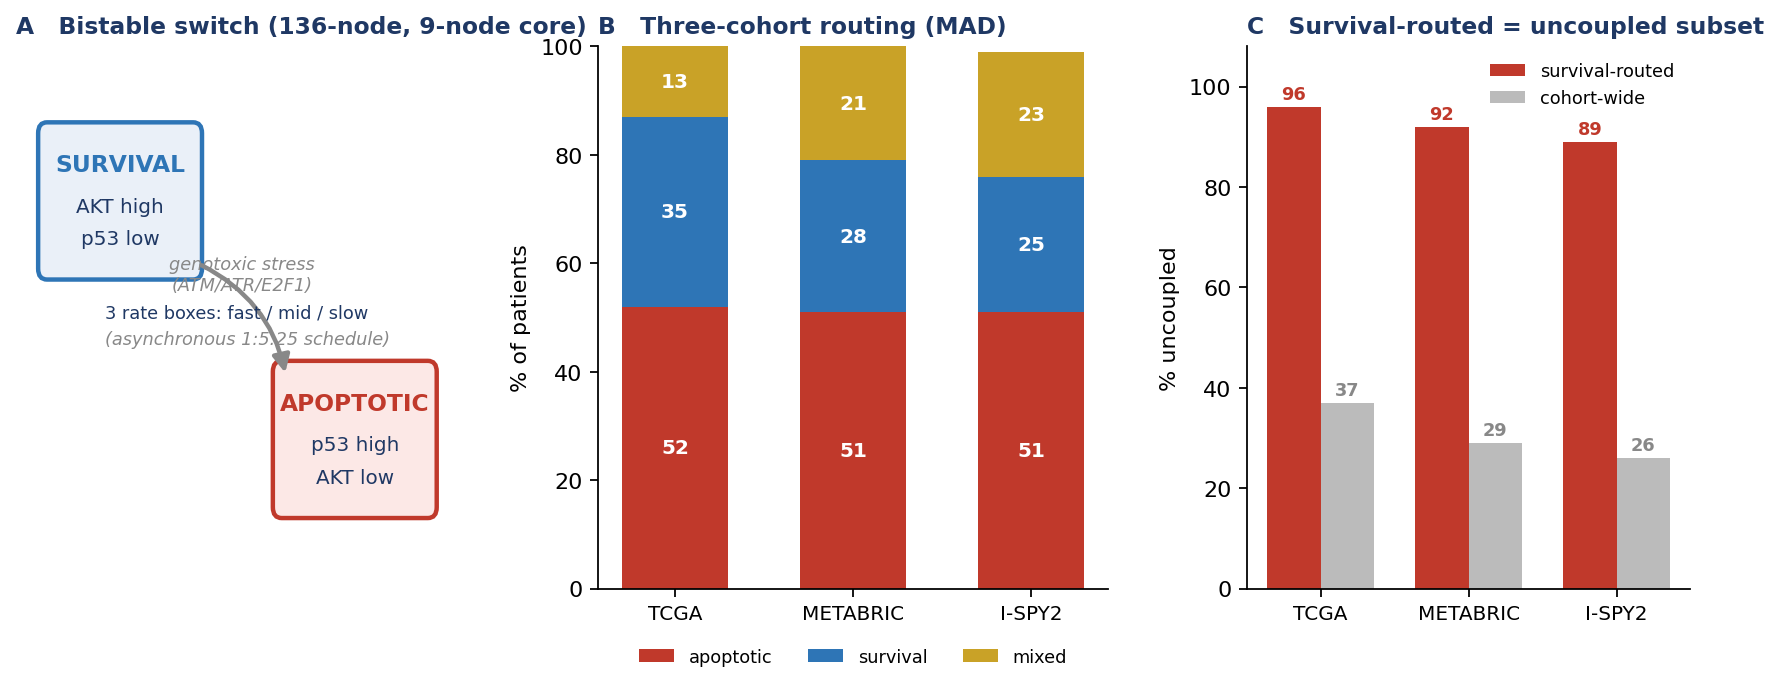 A Bistable switch (136-node, 9-node core)
SURVIVAL
AKT high
p53 low
genotoxic stress
(ATM/ATR/E2F1)
3 rate boxes: fast / mid / slow
(asynchronous 1:5:25 schedule)
APOPTOTIC
p53 high
AKT low
B Three-cohort routing (MAD)
% of patients
100
80
60
40
20
0
13
21
23
35
28
25
52
51
51
TCGA
METABRIC
I-SPY2
apoptotic
survival
mixed
C Survival-routed = uncoupled subset
% uncoupled
100
80
60
40
20
0
survival-routed
cohort-wide
96
92
89
37
29
26
TCGA
METABRIC
I-SPY2